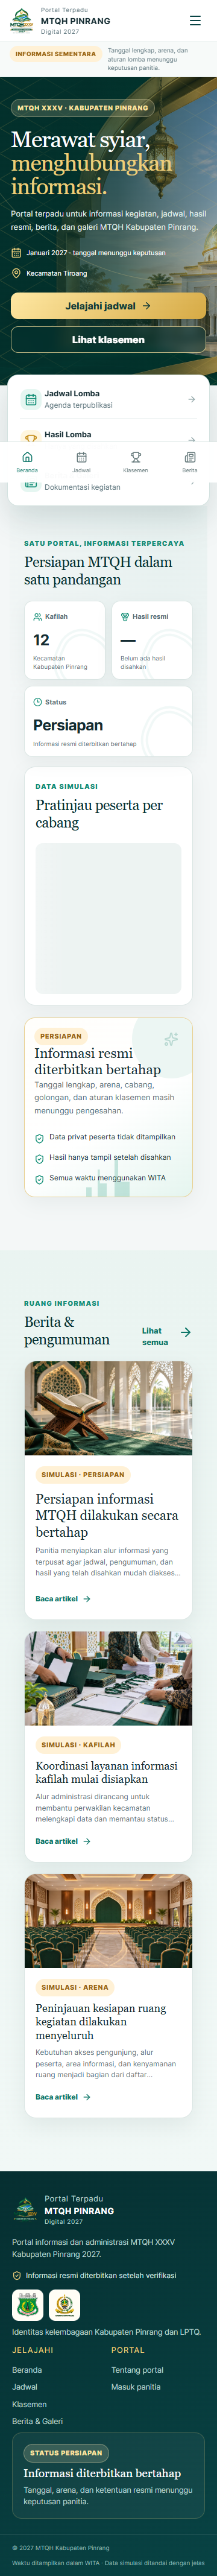 Portal Terpadu
MTQH PINRANG
Digital 2027
INFORMASI SEMENTARA
Tanggal lengkap, arena, dan
aturan lomba menunggu
keputusan panitia.
MTQH XXXV · KABUPATEN PINRANG
Merawat syiar,
menghubungkan
informasi.
Portal terpadu untuk informasi kegiatan, jadwal, hasil
resmi, berita, dan galeri MTQH Kabupaten Pinrang.
Januari 2027 · tanggal menunggu keputusan
Kecamatan Tiroang
Jelajahi jadwal
Lihat klasemen
Jadwal Lomba
Agenda terpublikasi
Hasil Lomba
Beranda
Jadwal
Klasemen
Berita
Dokumentasi kegiatan
SATU PORTAL, INFORMASI TERPERCAYA
Persiapan MTQH dalam
satu pandangan
Kafilah
12
Kecamatan
Kabupaten Pinrang
Hasil resmi
—
Belum ada hasil
disahkan
Status
Persiapan
Informasi resmi diterbitkan bertahap
DATA SIMULASI
Pratinjau peserta per
cabang
PERSIAPAN
Informasi resmi
diterbitkan bertahap
Tanggal lengkap, arena, cabang,
golongan, dan aturan klasemen masih
menunggu pengesahan.
Data privat peserta tidak ditampilkan
Hasil hanya tampil setelah disahkan
Semua waktu menggunakan WITA
RUANG INFORMASI
Berita &
pengumuman
Lihat
semua
SIMULASI · PERSIAPAN
Persiapan informasi
MTQH dilakukan secara
bertahap
Panitia menyiapkan alur informasi yang
terpusat agar jadwal, pengumuman, dan
hasil yang telah disahkan mudah diakses...
Baca artikel
SIMULASI · KAFILAH
Koordinasi layanan informasi
kafilah mulai disiapkan
Alur administrasi dirancang untuk
membantu perwakilan kecamatan
melengkapi data dan memantau status...
Baca artikel
SIMULASI · ARENA
Peninjauan kesiapan ruang
kegiatan dilakukan
menyeluruh
Kebutuhan akses pengunjung, alur
peserta, area informasi, dan kenyamanan
ruang menjadi bagian dari daftar...
Baca artikel
Portal Terpadu
MTQH PINRANG
Digital 2027
Portal informasi dan administrasi MTQH XXXV
Kabupaten Pinrang 2027.
Informasi resmi diterbitkan setelah verifikasi
Identitas kelembagaan Kabupaten Pinrang dan LPTQ.
JELAJAHI
Beranda
Jadwal
Klasemen
Berita & Galeri
PORTAL
Tentang portal
Masuk panitia
STATUS PERSIAPAN
Informasi diterbitkan bertahap
Tanggal, arena, dan ketentuan resmi menunggu
keputusan panitia.
© 2027 MTQH Kabupaten Pinrang
Waktu ditampilkan dalam WITA · Data simulasi ditandai dengan jelas